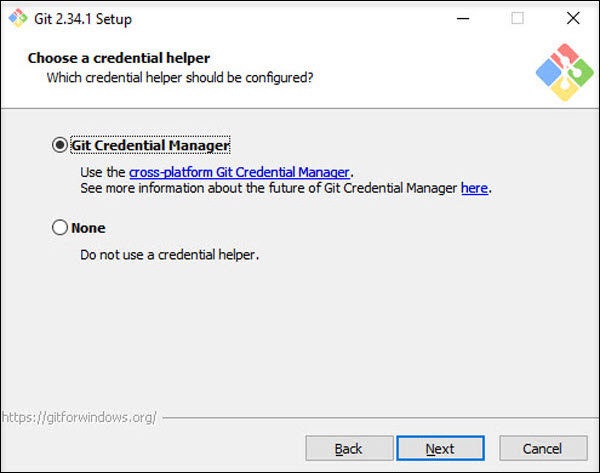 Git 2.34.1 Setup
Choose a credential helper
Which credential helper should be configured?
Git Credential Manager
Use the cross-platform Git Credential Manager.
See more information about the future of Git Credential Manager here.
None
Do not use a credential helper.
https://gitforwindows.org/
Back Next Cancel